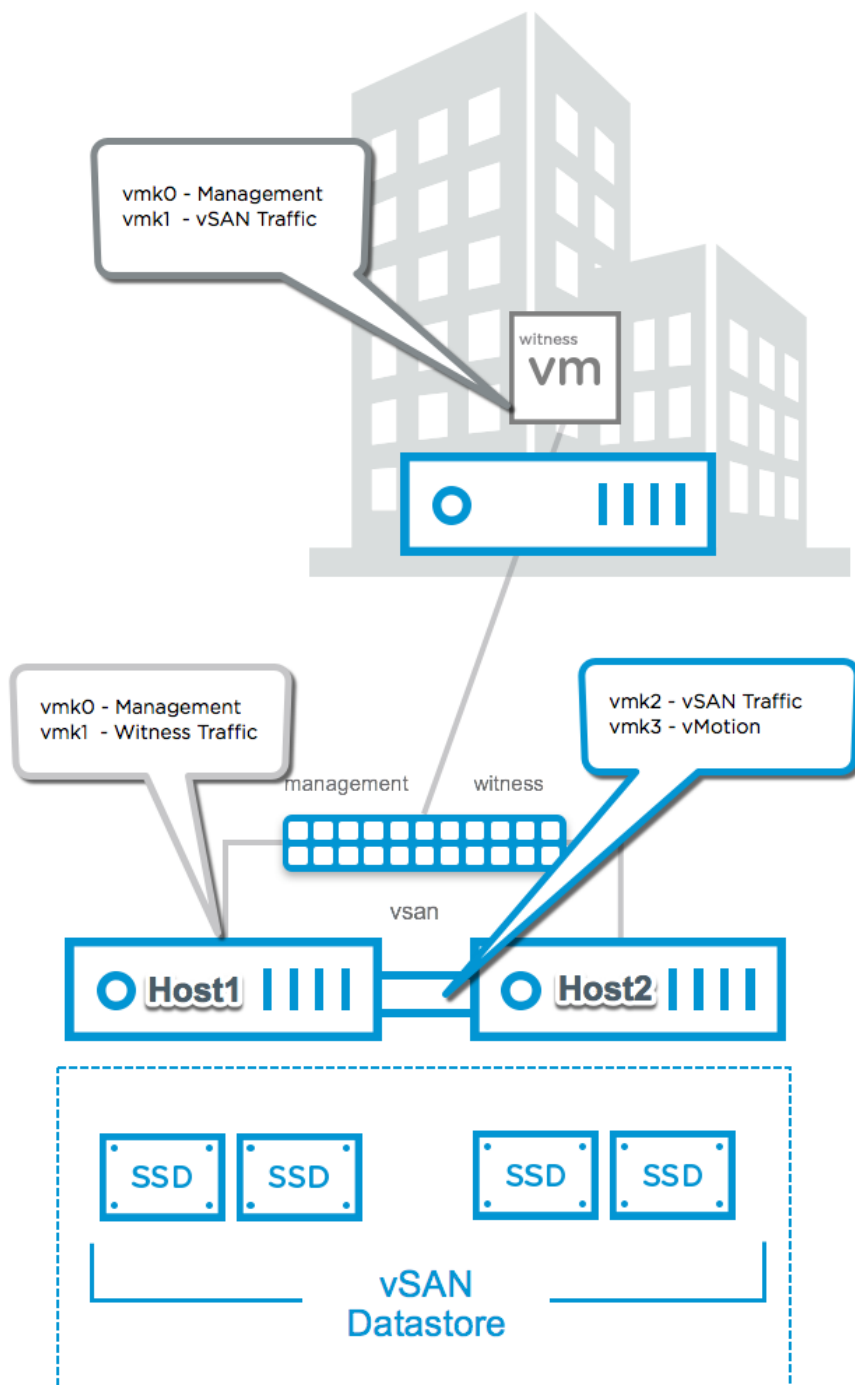 vmk0 - Management
vmk1 - vSAN Traffic
witness
vm
vmk0 - Management
vmk1 - Witness Traffic
vmk2 - vSAN Traffic
vmk3 - vMotion
management
witness
vsan
Host1
Host2
SSD
SSD
SSD
SSD
vSAN
Datastore